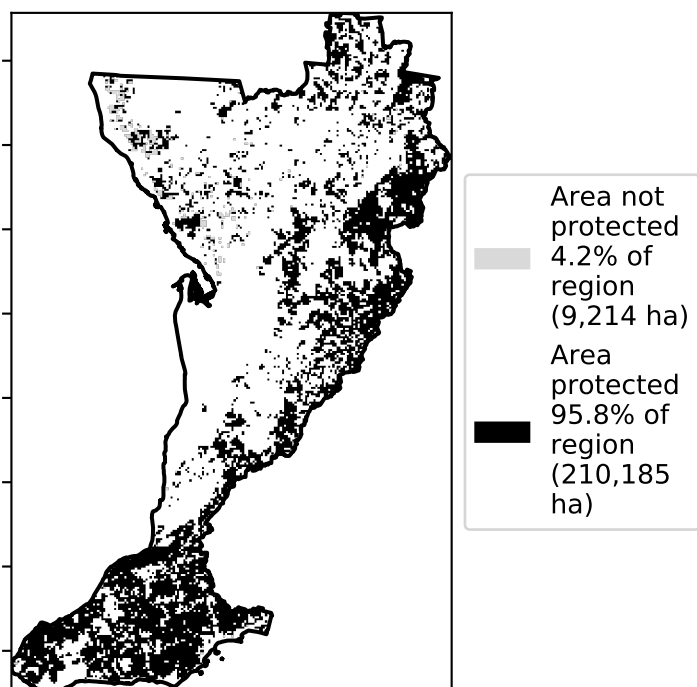 Area not
protected
4.2% of
region
(9,214 ha)
Area
protected
95.8% of
region
(210,185
ha)